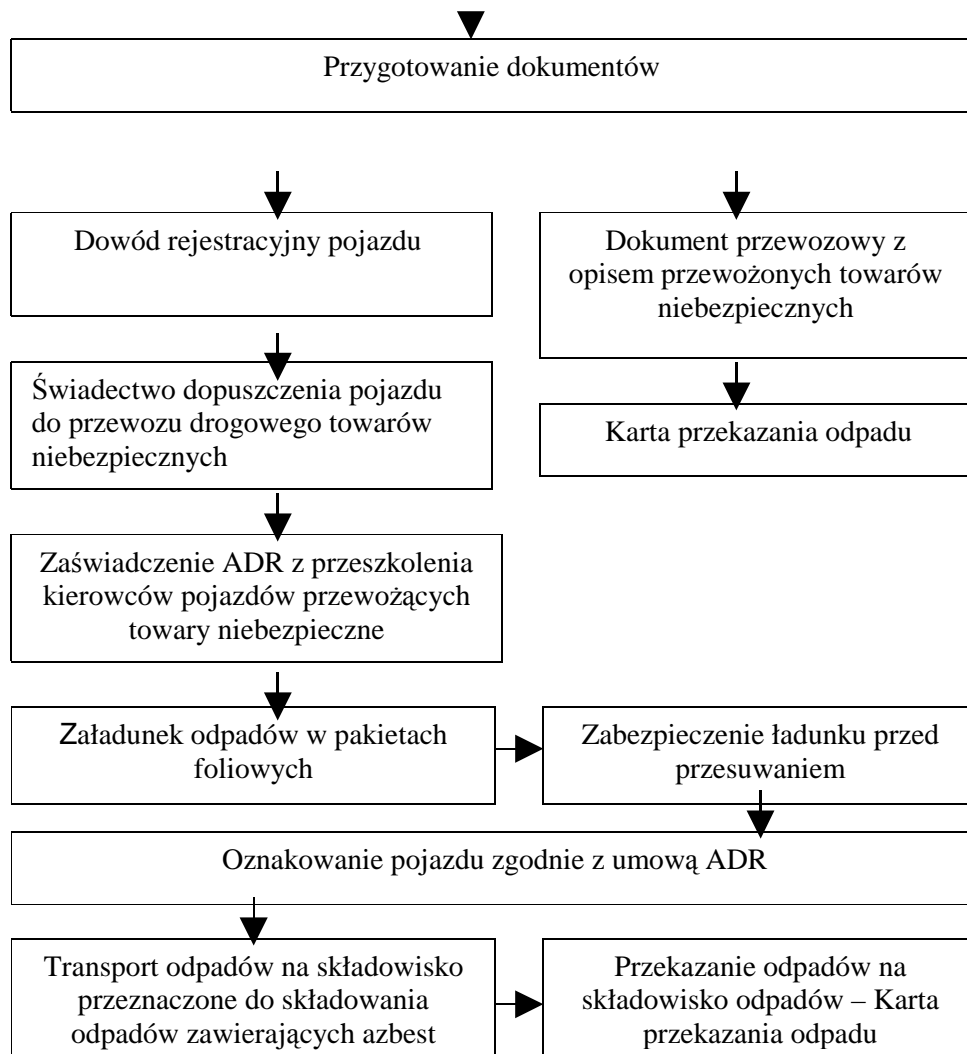 Przygotowanie dokumentów
Dowód rejestracyjny pojazdu
Dokument przewozowy z
opisem przewożonych towarów
niebezpiecznych
Świadectwo dopuszczenia pojazdu
do przewozu drogowego towarów
niebezpiecznych
Karta przekazania odpadu
Zaświadczenie ADR z przeszkolenia
kierowców pojazdów przewożących
towary niebezpieczne
Załadunek odpadów w pakietach
foliowych
Zabezpieczenie ładunku przed
przesuwaniem
Oznakowanie pojazdu zgodnie z umową ADR
Transport odpadów na składowisko
przeznaczone do składowania
odpadów zawierających azbest
Przekazanie odpadów na
składowisko odpadów – Karta
przekazania odpadu